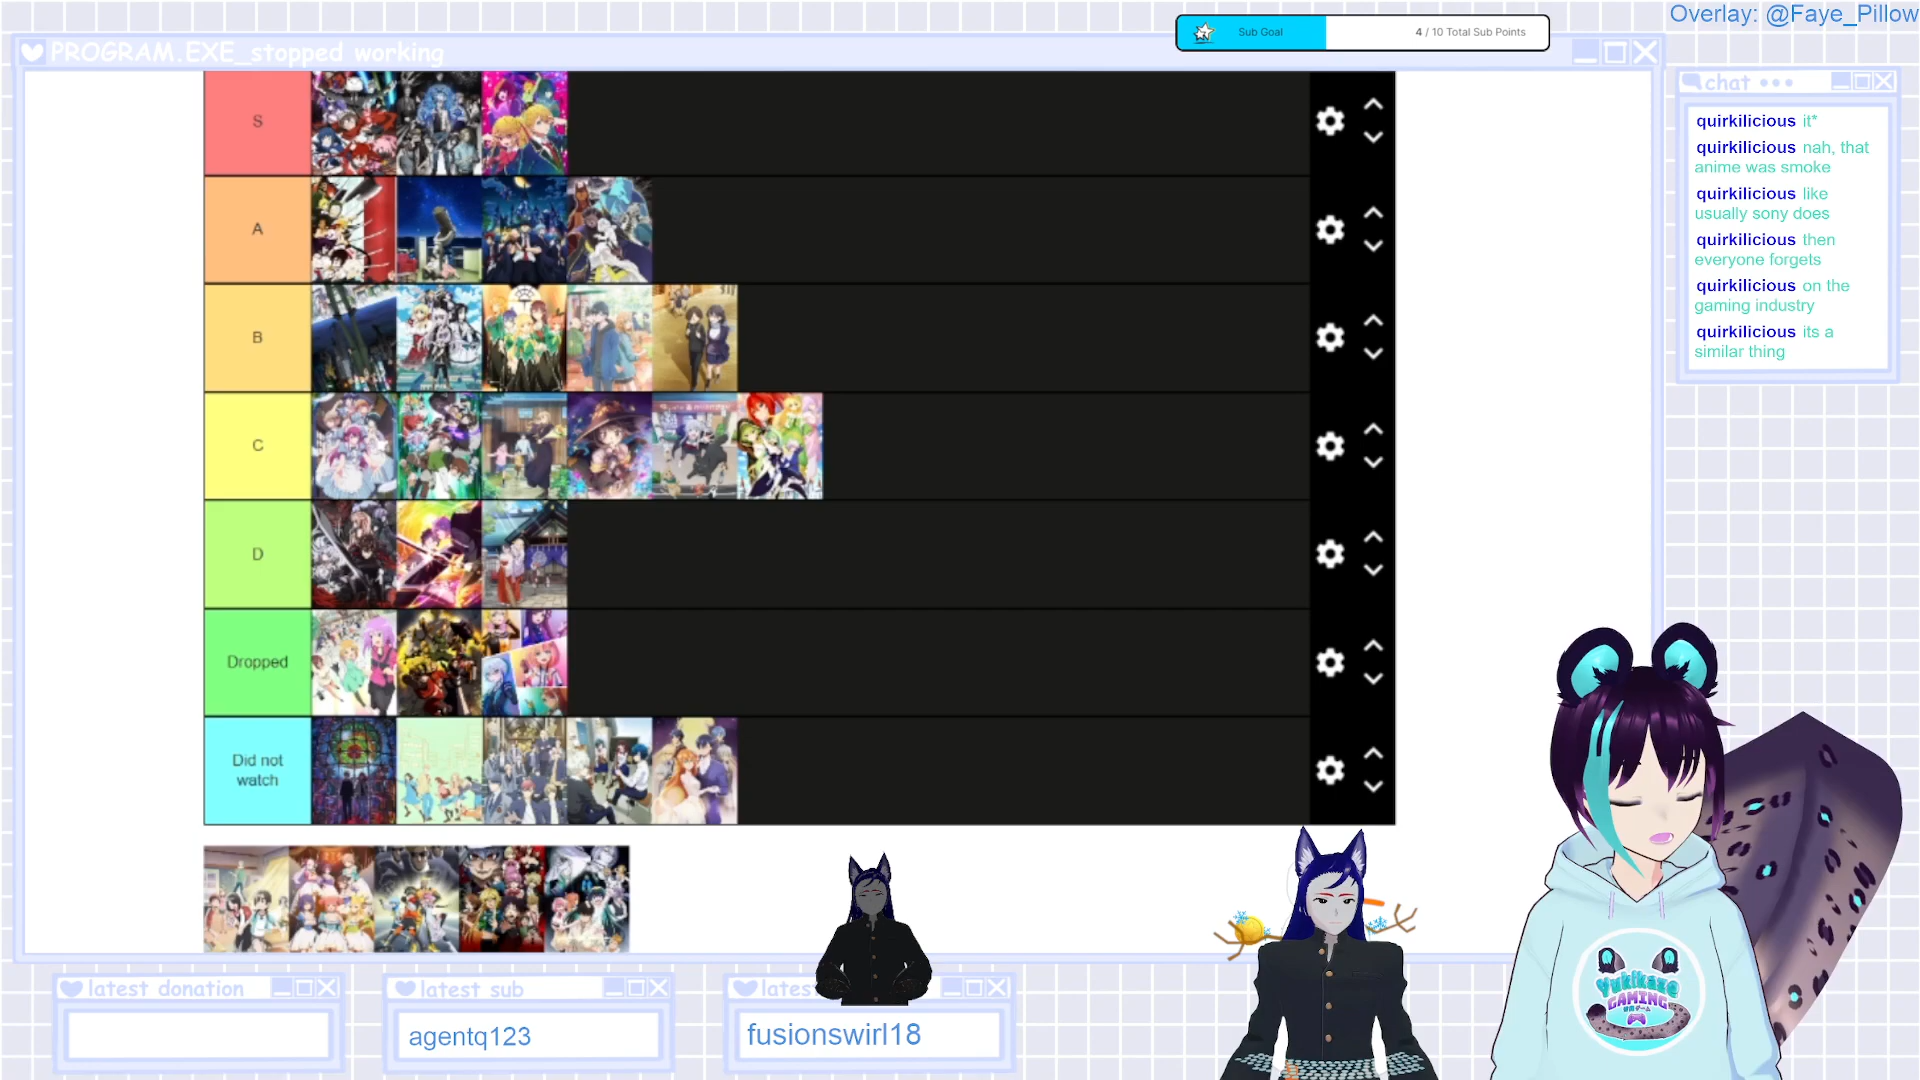 Overlay: @Faye_Pillow
Sub Goal
4 / 10 Total Sub Points
PROGRAM.EXE_stopped working
chat
quirkilicious it*
quirkilicious nah, that
anime was smoke
quirkilicious like
usually sony does
quirkilicious then
everyone forgets
quirkilicious on the
gaming industry
quirkilicious its a
similar thing
S
A
B
C
D
Dropped
Did not
watch
Yukikaze
GAMING
latest donation
latest sub
agentq123
lates
fusionswirl18